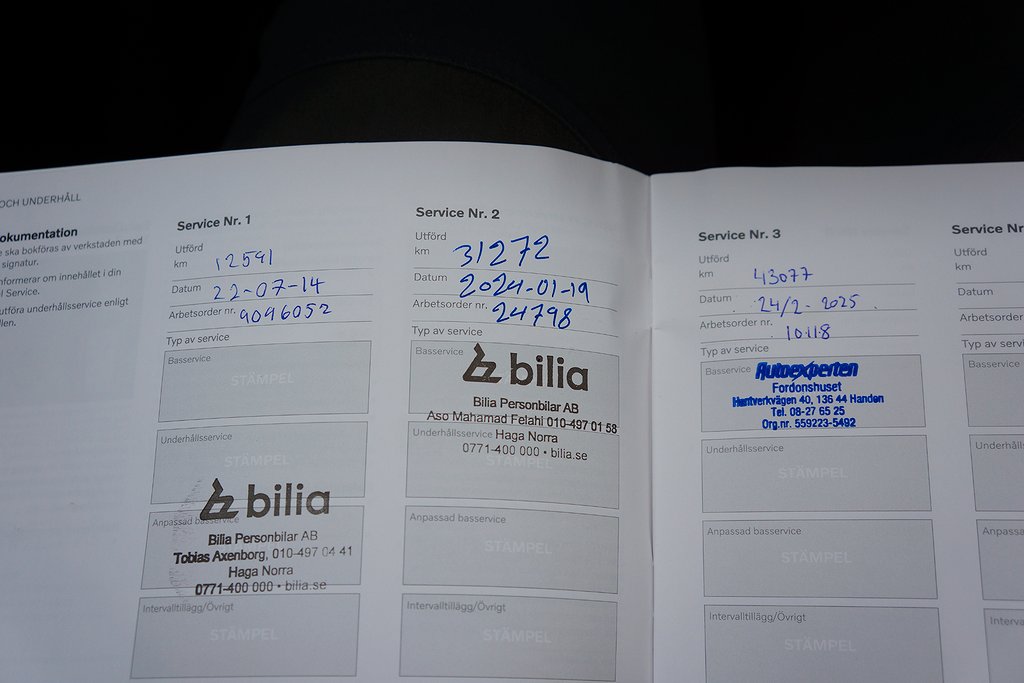 OCH UNDERHÅLL
okumentation
e ska bokföras av verkstaden med
signatur.
nformerar om innehållet i din
l Service.
utföra underhållsservice enligt
llen.
Service Nr. 1
Utförd
km 12591
Datum 22-07-14
Arbetsorder nr. 9096052
Typ av service
Basservice
STÄMPEL
Underhållsservice
STÄMPEL
bilia
Anpassad basservice
Bilia Personbilar AB
Tobias Axenborg, 010-497 04 41
Haga Norra
0771-400 000 • bilia.se
Intervalltillägg/Övrigt
STÄMPEL
Service Nr. 2
Utförd
km 31272
Datum 2024-01-19
Arbetsorder nr. 24798
Typ av service
Basservice
bilia
Bilia Personbilar AB
Aso Mahamad Felahi 010-497 01 58
Underhållsservice Haga Norra
0771-400 000 • bilia.se
STÄMPEL
Anpassad basservice
STÄMPEL
Intervalltillägg/Övrigt
STÄMPEL
Service Nr. 3
Utförd
km 43077
Datum 24/2-2025
Arbetsorder nr. 10118
Typ av service
Basservice
Autoexperten
Fordonshuset
Hantverkvägen 40, 136 44 Handen
Tel. 08-27 65 25
Org.nr. 559223-5492
Underhållsservice
STÄMPEL
Anpassad basservice
STÄMPEL
Intervalltillägg/Övrigt
STÄMPEL
Service Nr
Utförd
km
Datum
Arbetsorder
Typ av servi
Basservice
Underhålls
Anpassad
Interva